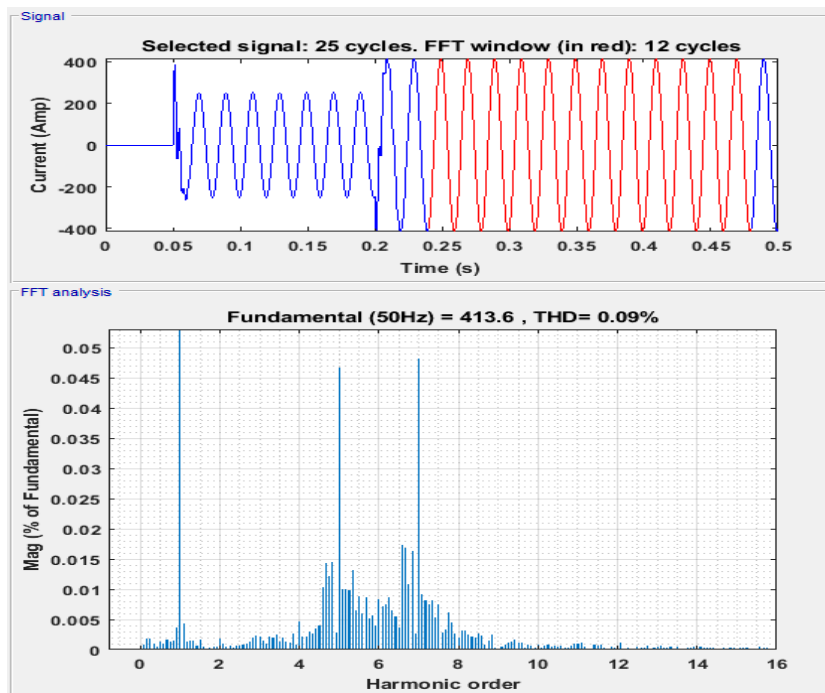 Signal
Selected signal: 25 cycles. FFT window (in red): 12 cycles
400
200
0
-200
-400
Current (Amp)
0 0.05 0.1 0.15 0.2 0.25 0.3 0.35 0.4 0.45 0.5
Time (s)
FFT analysis
Fundamental (50Hz) = 413.6 , THD= 0.09%
0.05
0.045
0.04
0.035
0.03
0.025
0.02
0.015
0.01
0.005
0
Mag (% of Fundamental)
0 2 4 6 8 10 12 14 16
Harmonic order